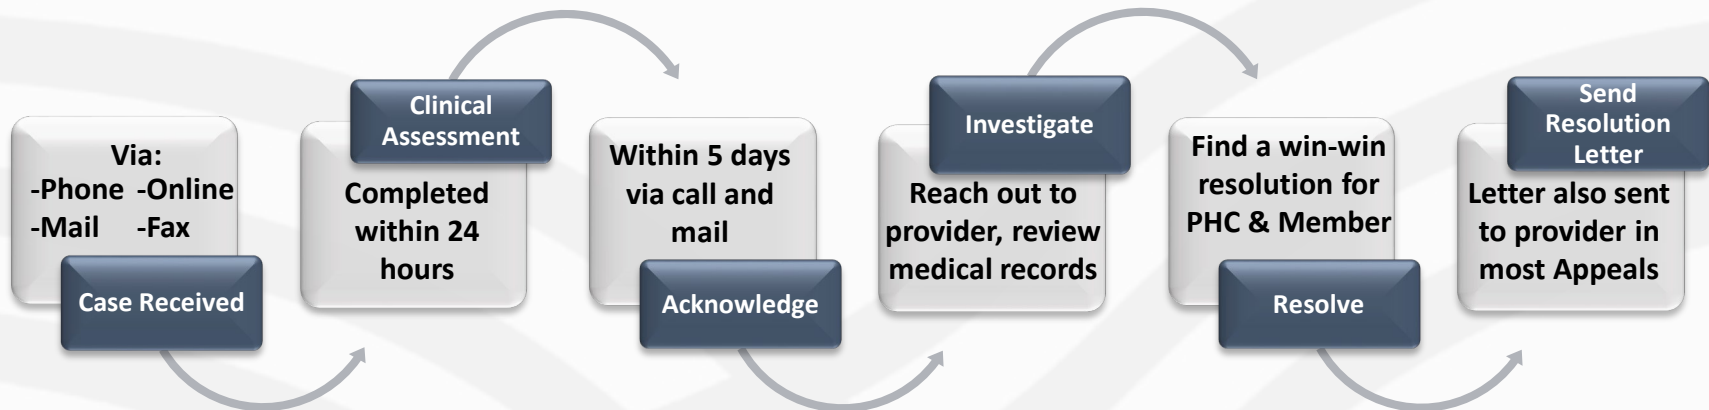 Via:
-Phone -Online
-Mail -Fax
Case Received
Clinical
Assessment
Completed
within 24
hours
Within 5 days
via call and
mail
Acknowledge
Investigate
Reach out to
provider, review
medical records
Find a win-win
resolution for
PHC & Member
Resolve
Send
Resolution
Letter
Letter also sent
to provider in
most Appeals